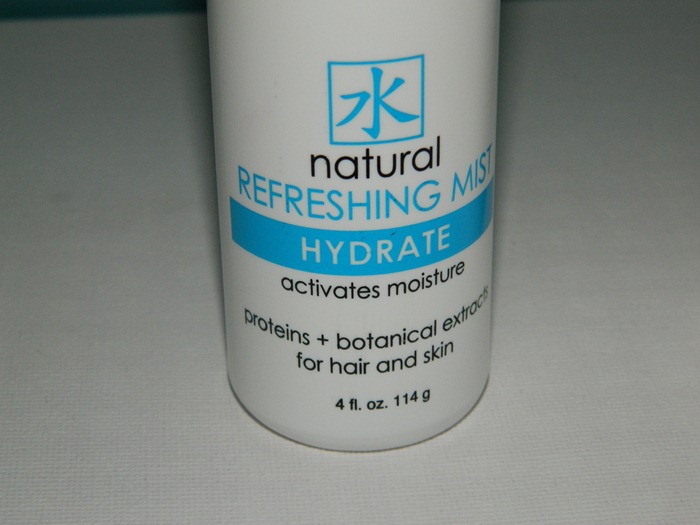 水
natural
REFRESHING MIST
HYDRATE
activates moisture
proteins + botanical extracts
for hair and skin
4 fl. oz. 114 g